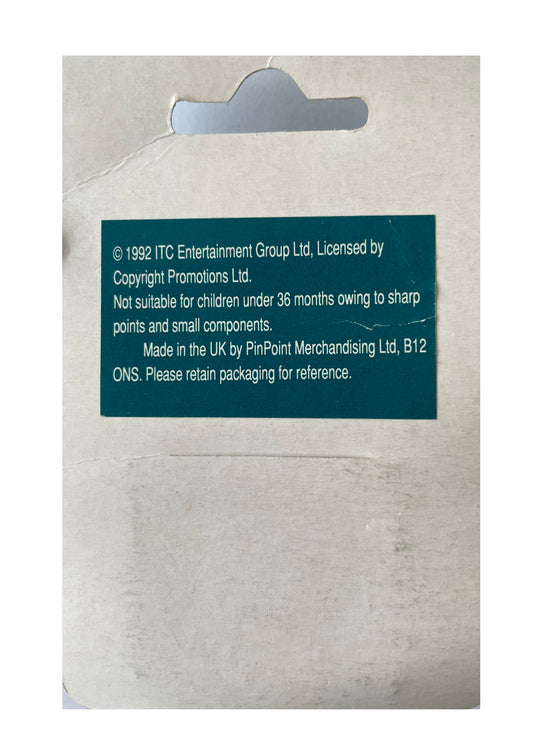 © 1992 ITC Entertainment Group Ltd, Licensed by
Copyright Promotions Ltd.
Not suitable for children under 36 months owing to sharp
points and small components.
Made in the UK by PinPoint Merchandising Ltd, B12
ONS. Please retain packaging for reference.